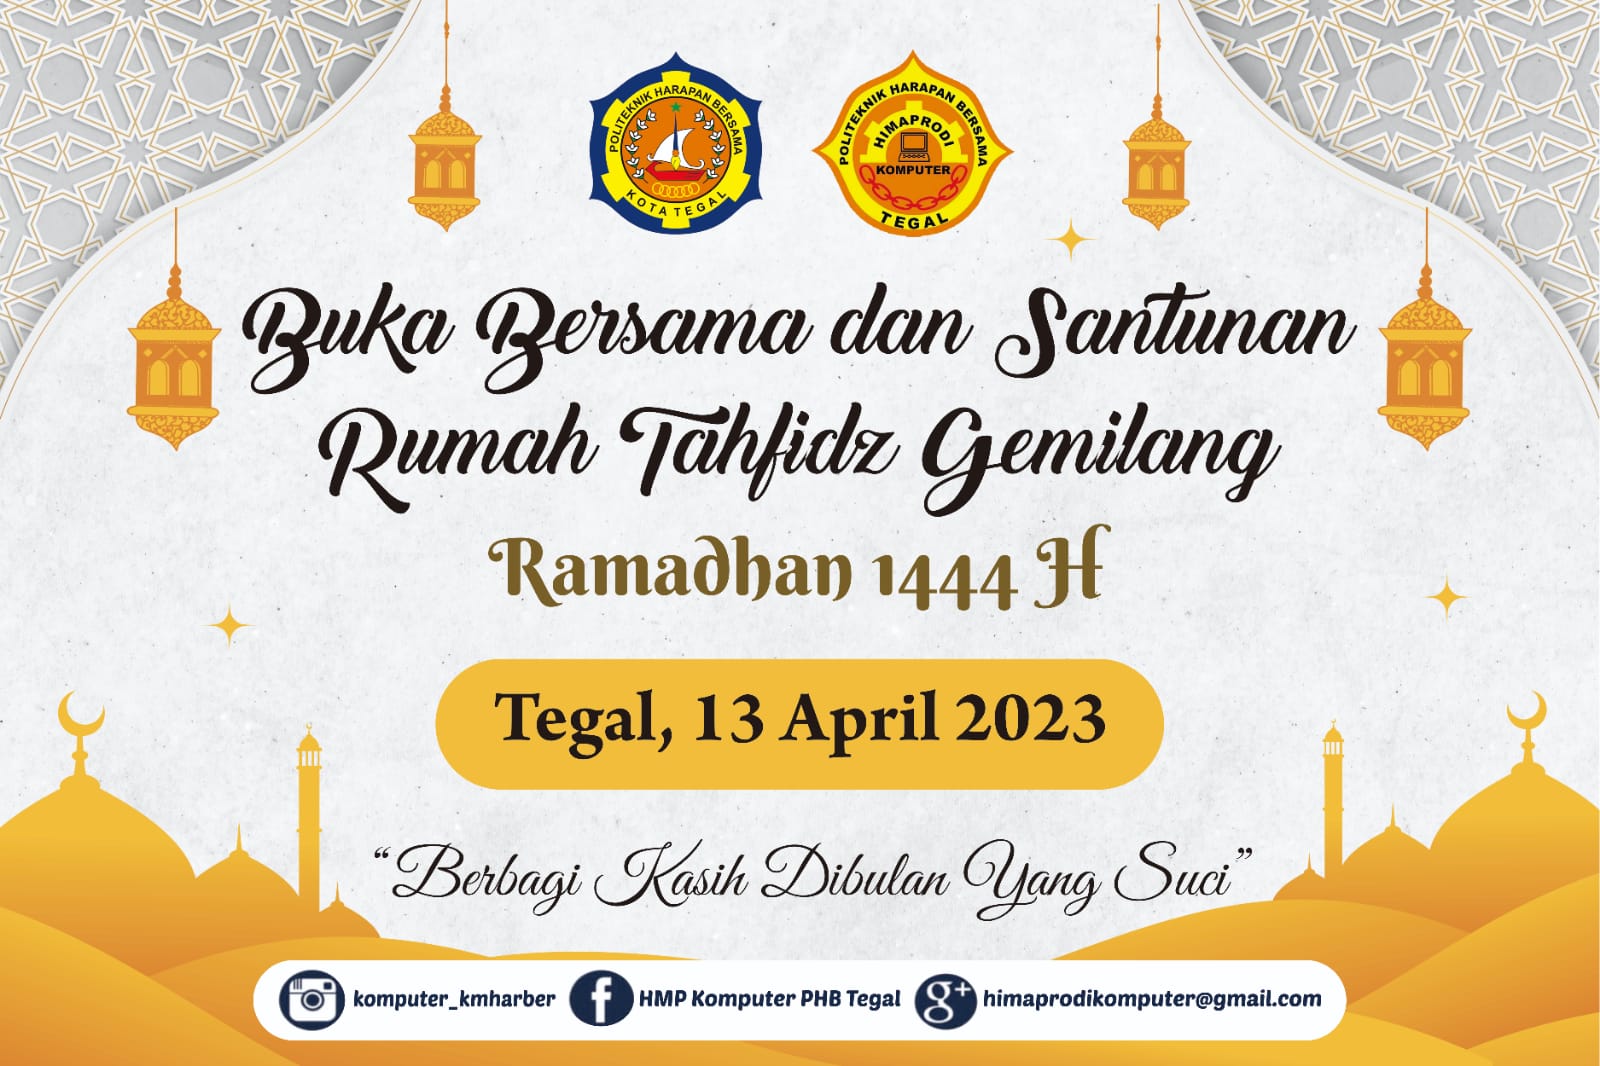 POLITEKNIK HARAPAN BERSAMA
KOTA TEGAL
POLITEKNIK HARAPAN BERSAMA
HIMAPRODI
KOMPUTER
TEGAL
Buka Bersama dan Santunan
Rumah Tahfidz Gemilang
Ramadhan 1444 H
Tegal, 13 April 2023
“Berbagi Kasih Dibulan Yang Suci”
komputer_kmharber f HMP Komputer PHB Tegal g+ himaprodikomputer@gmail.com